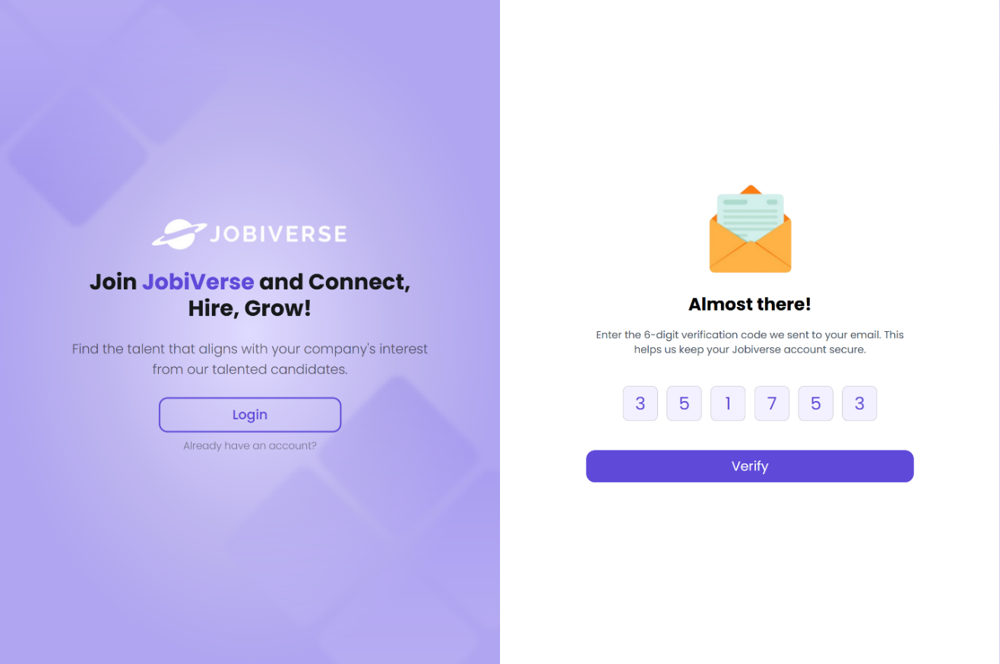 JOBIVERSE
Join JobiVerse and Connect,
Hire, Grow!
Find the talent that aligns with your company's interest
from our talented candidates.
Login
Already have an account?
Almost there!
Enter the 6-digit verification code we sent to your email. This
helps us keep your Jobiverse account secure.
3 5 1 7 5 3
Verify